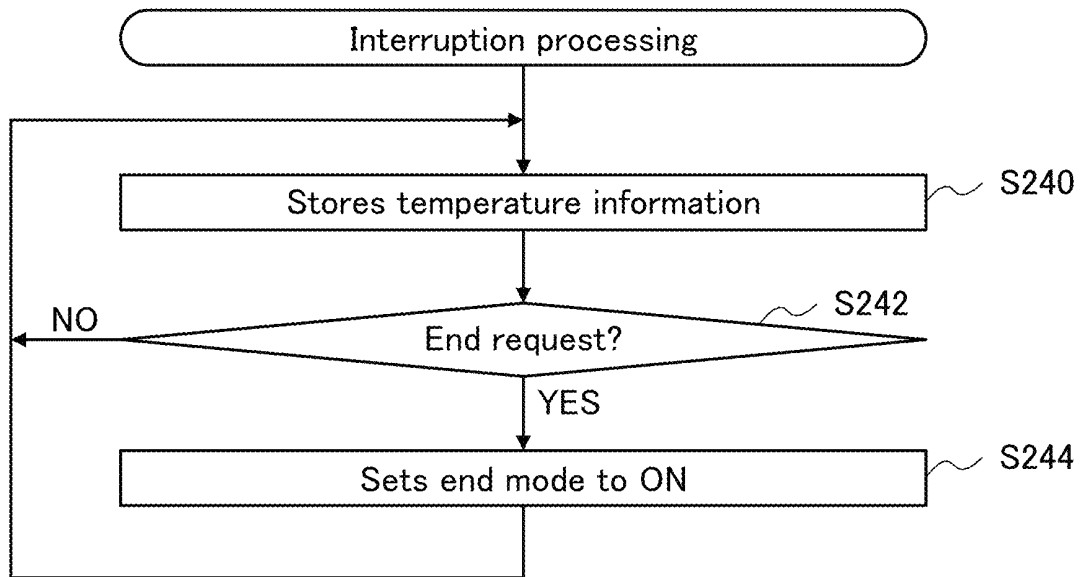 Interruption processing
Stores temperature information
S240
End request?
S242
NO
YES
Sets end mode to ON
S244